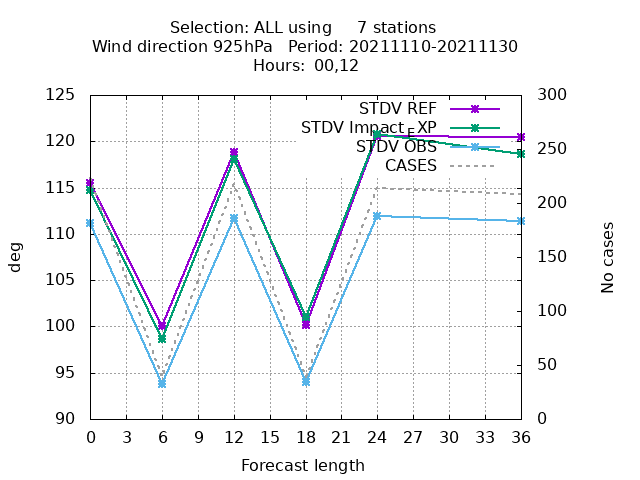 Selection: ALL using 7 stations
Wind direction 925hPa Period: 20211110-20211130
Hours: 00,12
STDV REF
STDV Impact_EXP
STDV OBS
CASES
125
120
115
110
105
100
95
90
300
250
200
150
100
50
0
0 3 6 9 12 15 18 21 24 27 30 33 36
deg
No cases
Forecast length